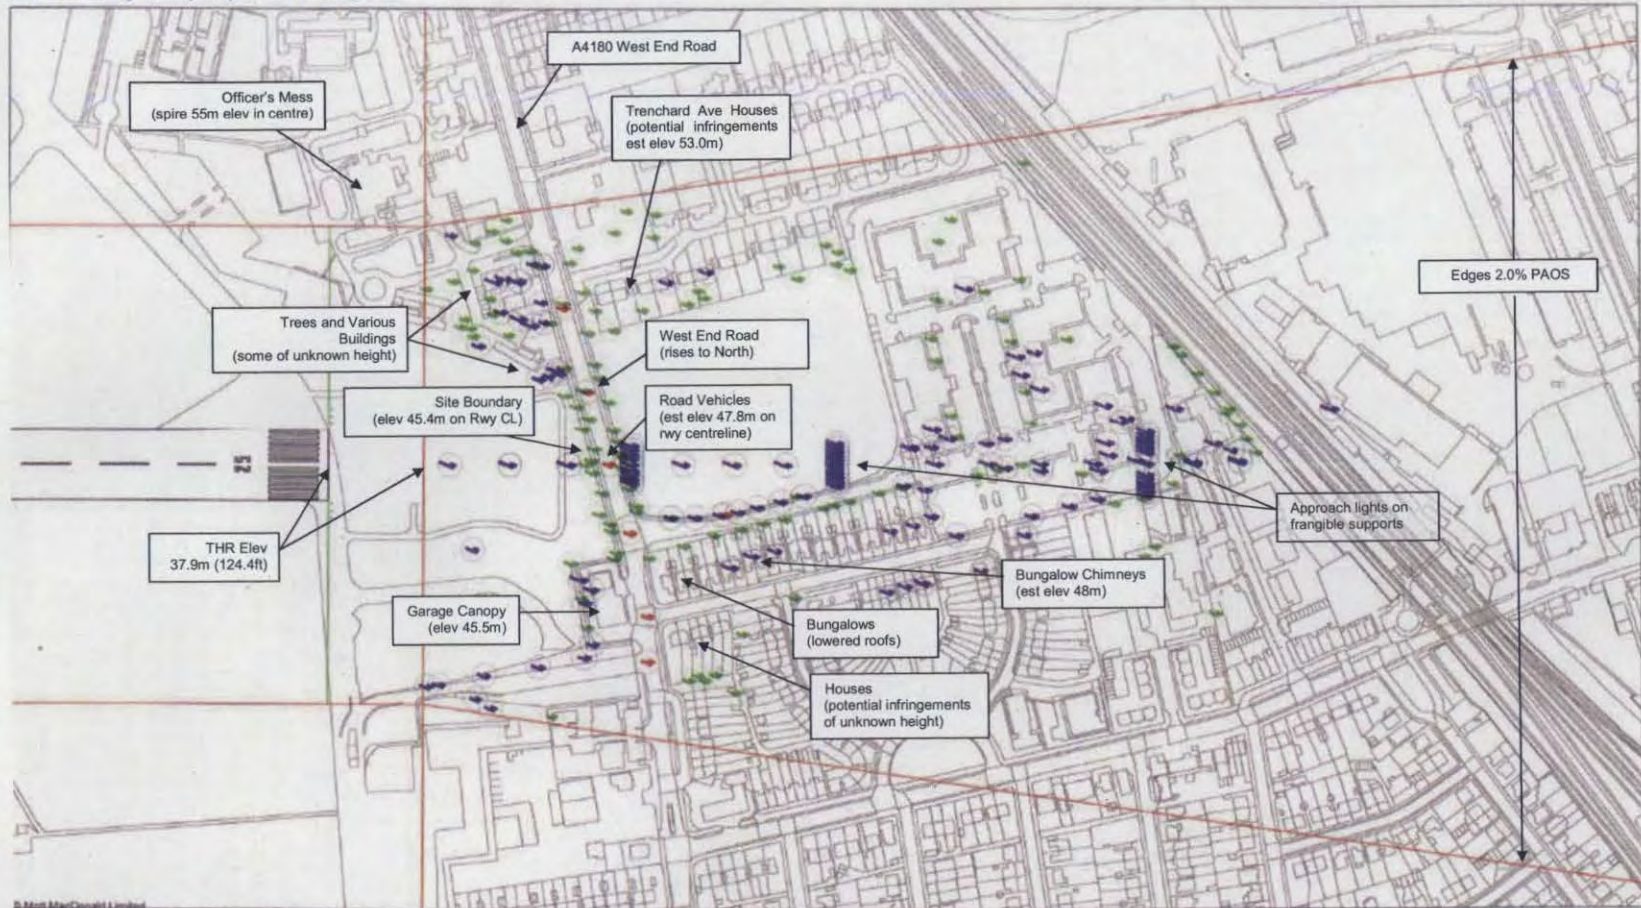 A4180 West End Road
Officer's Mess
(spire 55m elev in centre)
Trenchard Ave Houses
(potential infringements
est elev 53.0m)
Edges 2.0% PAOS
Trees and Various
Buildings
(some of unknown height)
West End Road
(rises to North)
Site Boundary
(elev 45.4m on Rwy CL)
Road Vehicles
(est elev 47.8m on
rwy centreline)
25
Approach lights on
frangible supports
THR Elev
37.9m (124.4ft)
Bungalow Chimneys
(est elev 48m)
Garage Canopy
(elev 45.5m)
Bungalows
(lowered roofs)
Houses
(potential infringements
of unknown height)
Mott MacDonald Limited